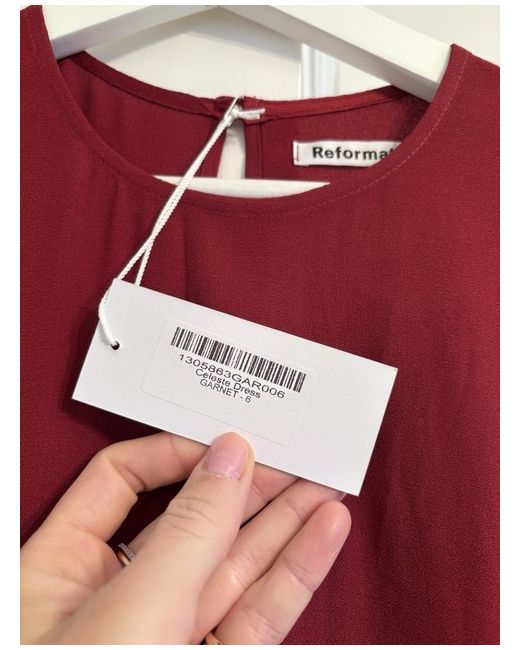 Reformat
1305863GAR006
Celeste Dress
GARNET - 6